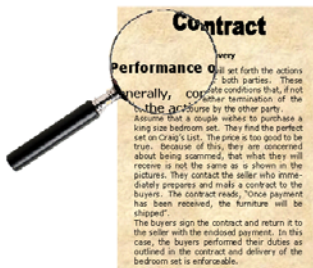 Contract
very
Performance o
will set forth the actions
both parties. These
nerally, con
ate conditions that, if not
either termination of the
the act
ourse by the other party.
Assume that a couple wishes to purchase a
king size bedroom set. They find the perfect
set on Craig's List. The price is too good to be
true. Because of this, they are concerned
about being scammed, that what they will
receive is not the same as is shown in the
pictures. They contact the seller who imme-
diately prepares and mails a contract to the
buyers. The contract reads, "Once payment
has been received, the furniture will be
shipped".
The buyers sign the contract and return it to
the seller with the enclosed payment. In this
case, the buyers performed their duties as
outlined in the contract and delivery of the
bedroom set is enforceable.